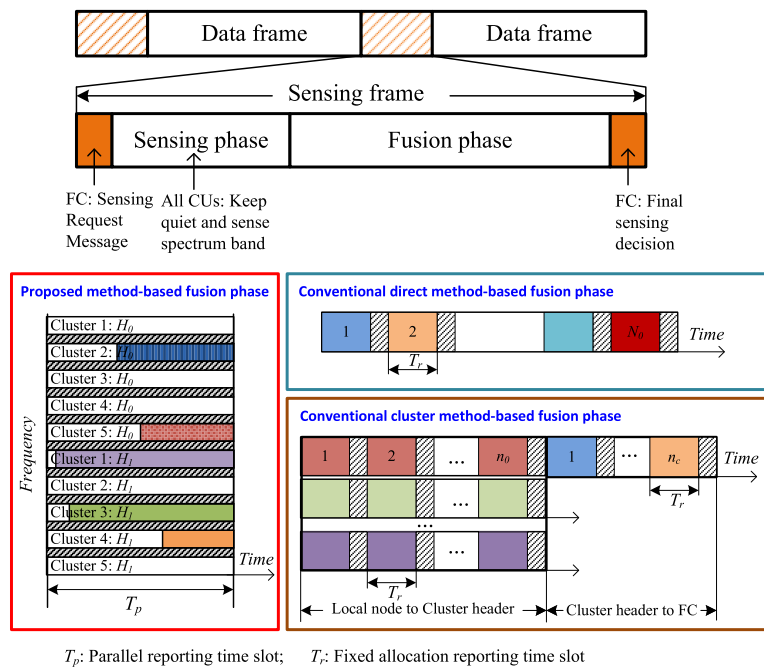 Data frame
Data frame
Sensing frame
Sensing phase
Fusion phase
FC: Sensing
Request
Message
All CUs: Keep
quiet and sense
spectrum band
FC: Final
sensing
decision
Proposed method-based fusion phase
Frequency
Cluster 1: H0
Cluster 2: H0
Cluster 3: H0
Cluster 4: H0
Cluster 5: H0
Cluster 1: H1
Cluster 2: H1
Cluster 3: H1
Cluster 4: H1
Cluster 5: H1
Time
Tp
Conventional direct method-based fusion phase
1 2 N0
Time
Tr
Conventional cluster method-based fusion phase
1 2 ... n0 1 ... nc
Time
Tr
...
Tr
Local node to Cluster header
Cluster header to FC
Tp: Parallel reporting time slot; Tr: Fixed allocation reporting time slot